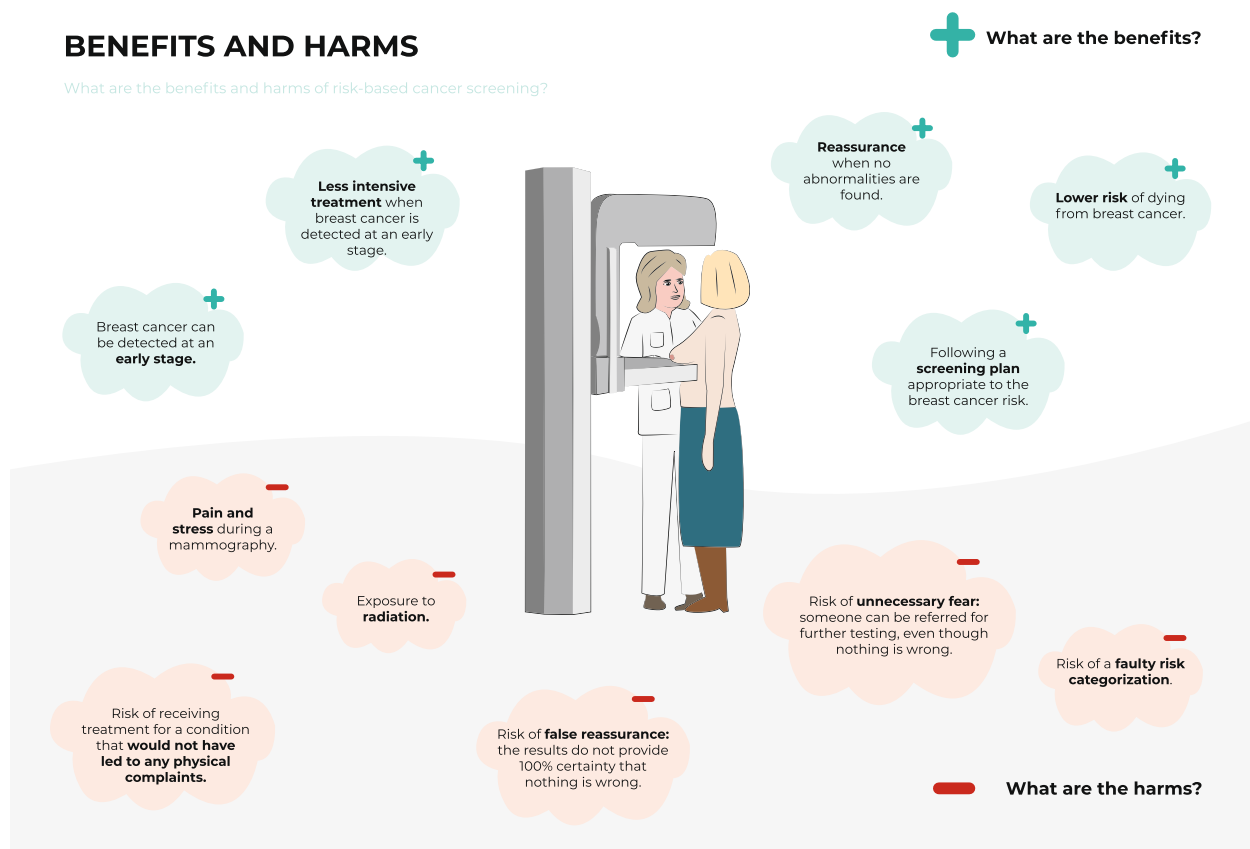 BENEFITS AND HARMS
What are the benefits and harms of risk-based cancer screening?
What are the benefits?
Less intensive
treatment when
breast cancer is
detected at an early
stage.
Reassurance
when no
abnormalities are
found.
Lower risk of dying
from breast cancer.
Breast cancer can
be detected at an
early stage.
Following a
screening plan
appropriate to the
breast cancer risk.
Pain and
stress during a
mammography.
Exposure to
radiation.
Risk of unnecessary fear:
someone can be referred for
further testing, even though
nothing is wrong.
Risk of a faulty risk
categorization.
Risk of receiving
treatment for a condition
that would not have
led to any physical
complaints.
Risk of false reassurance:
the results do not provide
100% certainty that
nothing is wrong.
What are the harms?